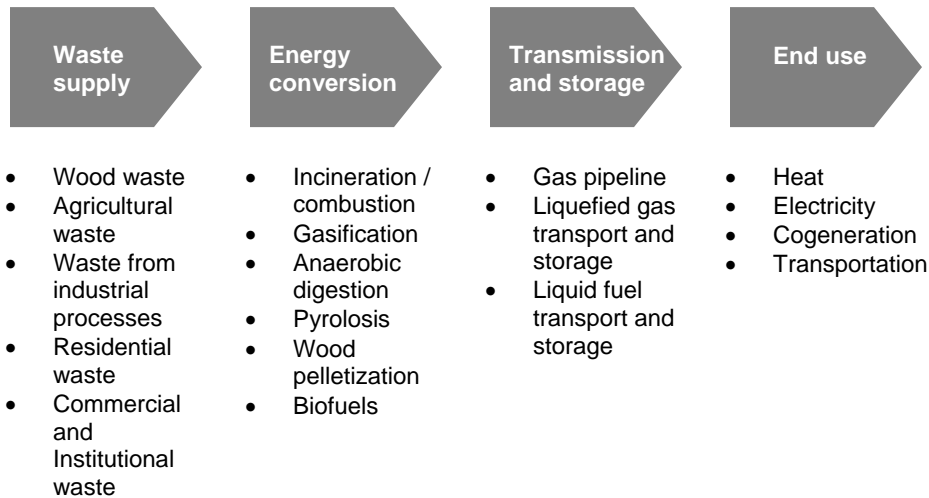 Waste
supply
Energy
conversion
Transmission
and storage
End use
• Wood waste
• Agricultural
waste
• Waste from
industrial
processes
• Residential
waste
• Commercial
and
Institutional
waste
• Incineration /
combustion
• Gasification
• Anaerobic
digestion
• Pyrolosis
• Wood
pelletization
• Biofuels
• Gas pipeline
• Liquefied gas
transport and
storage
• Liquid fuel
transport and
storage
• Heat
• Electricity
• Cogeneration
• Transportation